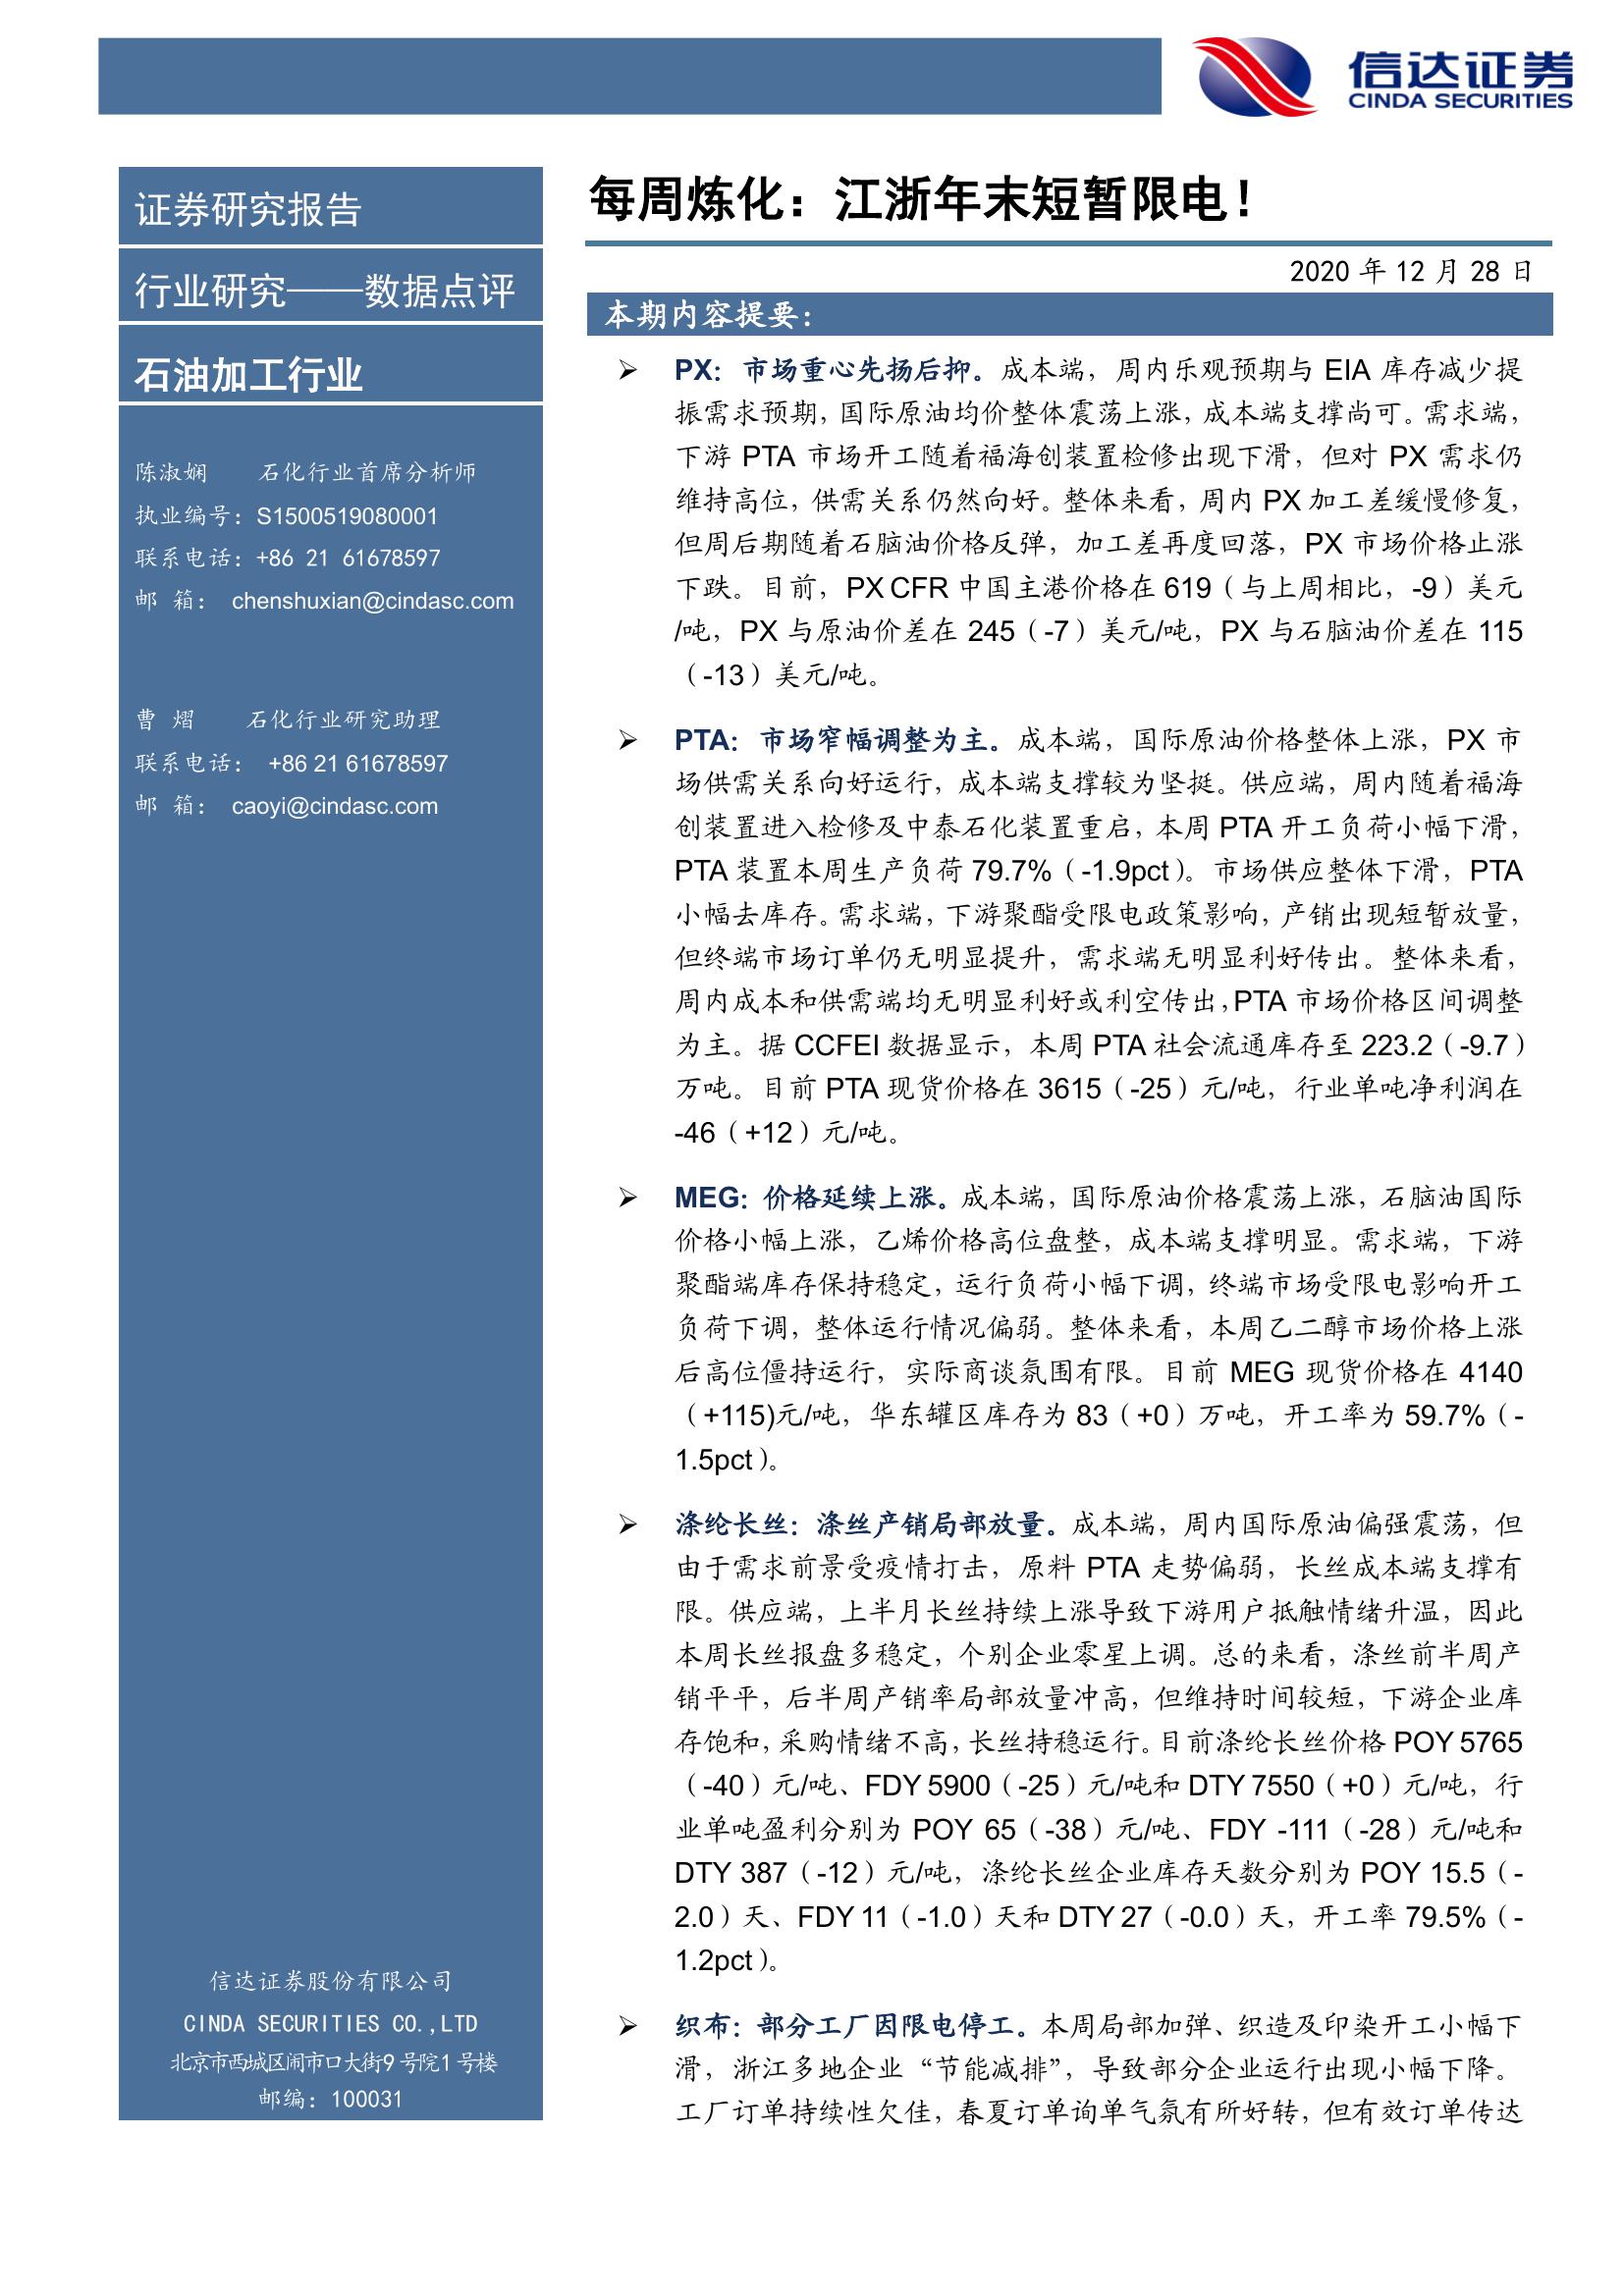 信达证券
CINDA SECURITIES
证券研究报告
行业研究——数据点评
石油加工行业
陈淑娴 石化行业首席分析师
执业编号：S1500519080001
联系电话：+86 21 61678597
邮 箱： chenshuxian@cindasc.com
曹 熠 石化行业研究助理
联系电话： +86 21 61678597
邮 箱： caoyi@cindasc.com
信达证券股份有限公司
CINDA SECURITIES CO.,LTD
北京市西城区闹市口大街9号院1号楼
邮编：100031
每周炼化：江浙年末短暂限电！
2020 年 12 月 28 日
本期内容提要：
➢ PX：市场重心先扬后抑。成本端，周内乐观预期与 EIA 库存减少提
振需求预期，国际原油均价整体震荡上涨，成本端支撑尚可。需求端，
下游 PTA 市场开工随着福海创装置检修出现下滑，但对 PX 需求仍
维持高位，供需关系仍然向好。整体来看，周内 PX 加工差缓慢修复，
但周后期随着石脑油价格反弹，加工差再度回落，PX 市场价格止涨
下跌。目前，PX CFR 中国主港价格在 619（与上周相比，-9）美元
/吨，PX 与原油价差在 245（-7）美元/吨，PX 与石脑油价差在 115
（-13）美元/吨。
➢ PTA：市场窄幅调整为主。成本端，国际原油价格整体上涨，PX 市
场供需关系向好运行，成本端支撑较为坚挺。供应端，周内随着福海
创装置进入检修及中泰石化装置重启，本周 PTA 开工负荷小幅下滑，
PTA 装置本周生产负荷 79.7%（-1.9pct）。市场供应整体下滑，PTA
小幅去库存。需求端，下游聚酯受限电政策影响，产销出现短暂放量，
但终端市场订单仍无明显提升，需求端无明显利好传出。整体来看，
周内成本和供需端均无明显利好或利空传出，PTA 市场价格区间调整
为主。据 CCFEI 数据显示，本周 PTA 社会流通库存至 223.2（-9.7）
万吨。目前 PTA 现货价格在 3615（-25）元/吨，行业单吨净利润在
-46（+12）元/吨。
➢ MEG：价格延续上涨。成本端，国际原油价格震荡上涨，石脑油国际
价格小幅上涨，乙烯价格高位盘整，成本端支撑明显。需求端，下游
聚酯端库存保持稳定，运行负荷小幅下调，终端市场受限电影响开工
负荷下调，整体运行情况偏弱。整体来看，本周乙二醇市场价格上涨
后高位僵持运行，实际商谈氛围有限。目前 MEG 现货价格在 4140
（+115)元/吨，华东罐区库存为 83（+0）万吨，开工率为 59.7%（-
1.5pct）。
➢ 涤纶长丝：涤丝产销局部放量。成本端，周内国际原油偏强震荡，但
由于需求前景受疫情打击，原料 PTA 走势偏弱，长丝成本端支撑有
限。供应端，上半月长丝持续上涨导致下游用户抵触情绪升温，因此
本周长丝报盘多稳定，个别企业零星上调。总的来看，涤丝前半周产
销平平，后半周产销率局部放量冲高，但维持时间较短，下游企业库
存饱和，采购情绪不高，长丝持稳运行。目前涤纶长丝价格 POY 5765
（-40）元/吨、FDY 5900（-25）元/吨和 DTY 7550（+0）元/吨，行
业单吨盈利分别为 POY 65（-38）元/吨、FDY -111（-28）元/吨和
DTY 387（-12）元/吨，涤纶长丝企业库存天数分别为 POY 15.5（-
2.0）天、FDY 11（-1.0）天和 DTY 27（-0.0）天，开工率 79.5%（-
1.2pct）。
➢ 织布：部分工厂因限电停工。本周局部加弹、织造及印染开工小幅下
滑，浙江多地企业“节能减排”，导致部分企业运行出现小幅下降。
工厂订单持续性欠佳，春夏订单询单气氛有所好转，但有效订单传达